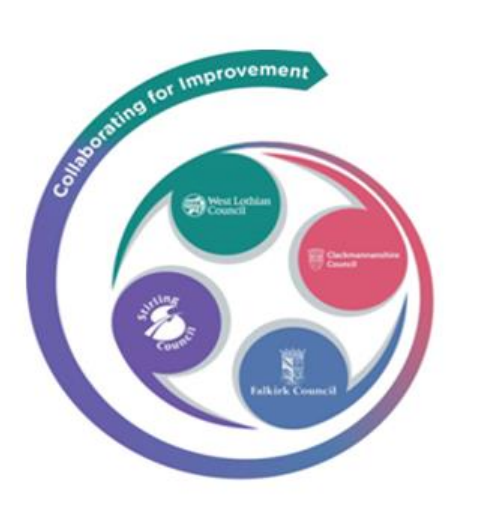 Collaborating for Improvement
West Lothian
Council
Clackmannanshire
Council
Stirling
Council
Falkirk Council